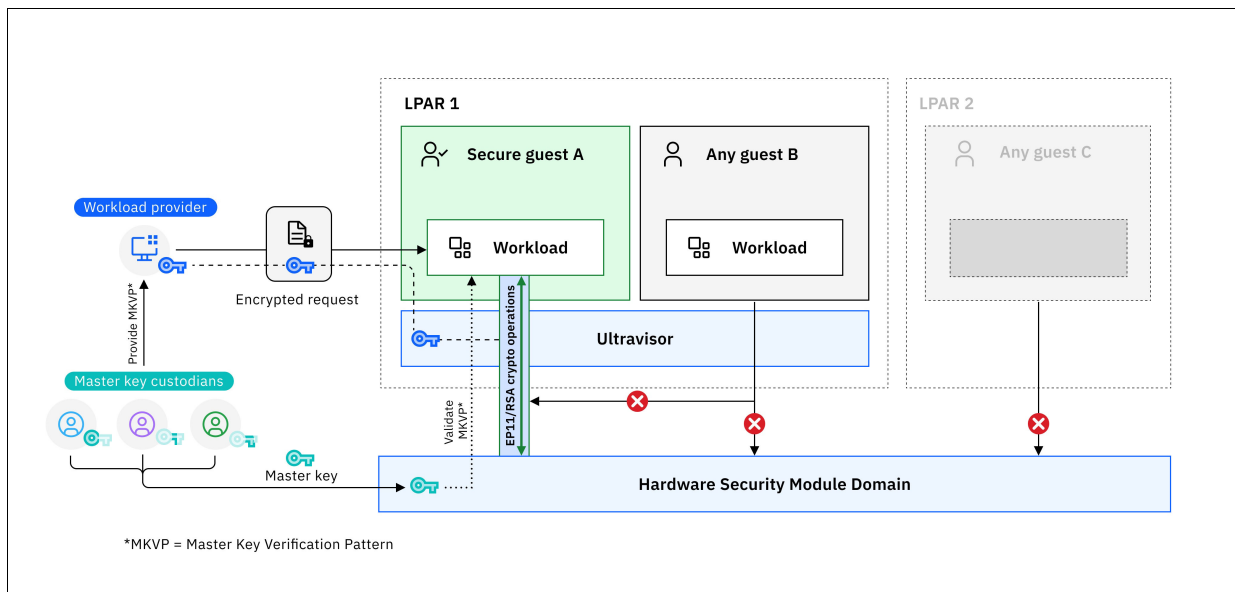 LPAR 1
LPAR 2
Secure guest A
Any guest B
Any guest C
Workload provider
Workload
Workload
Encrypted request
Provide MKVP*
Ultravisor
EP11/RSA crypto operations
Master key custodians
Validate
MKVP*
Master key
Hardware Security Module Domain
*MKVP = Master Key Verification Pattern